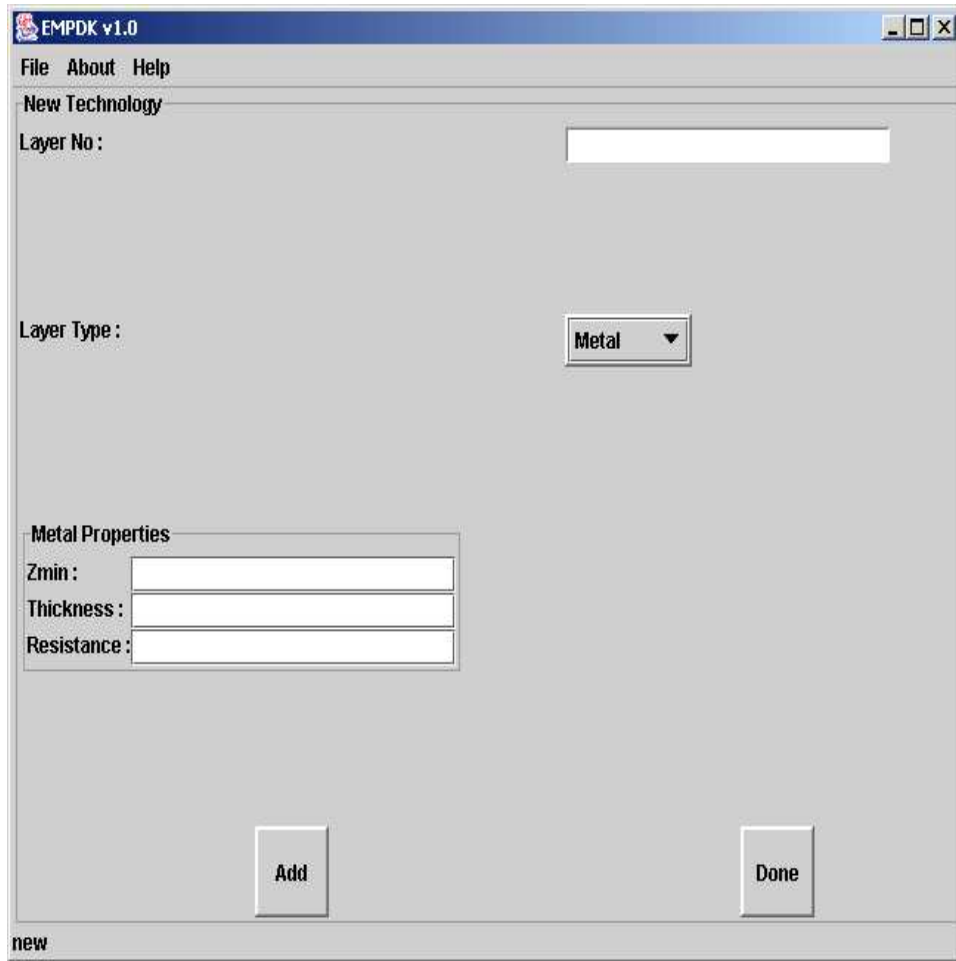 EMPDK v1.0
File About Help
New Technology
Layer No :
Layer Type :
Metal
Metal Properties
Zmin :
Thickness :
Resistance :
Add
Done
new